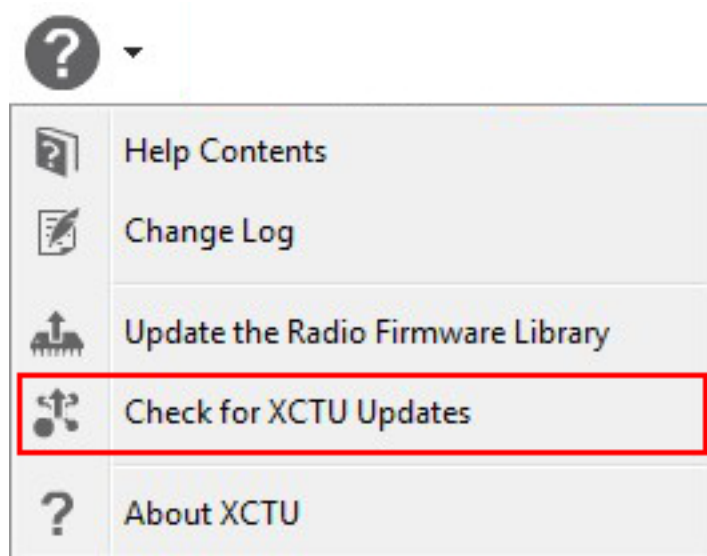 Help Contents
Change Log
Update the Radio Firmware Library
Check for XCTU Updates
About XCTU